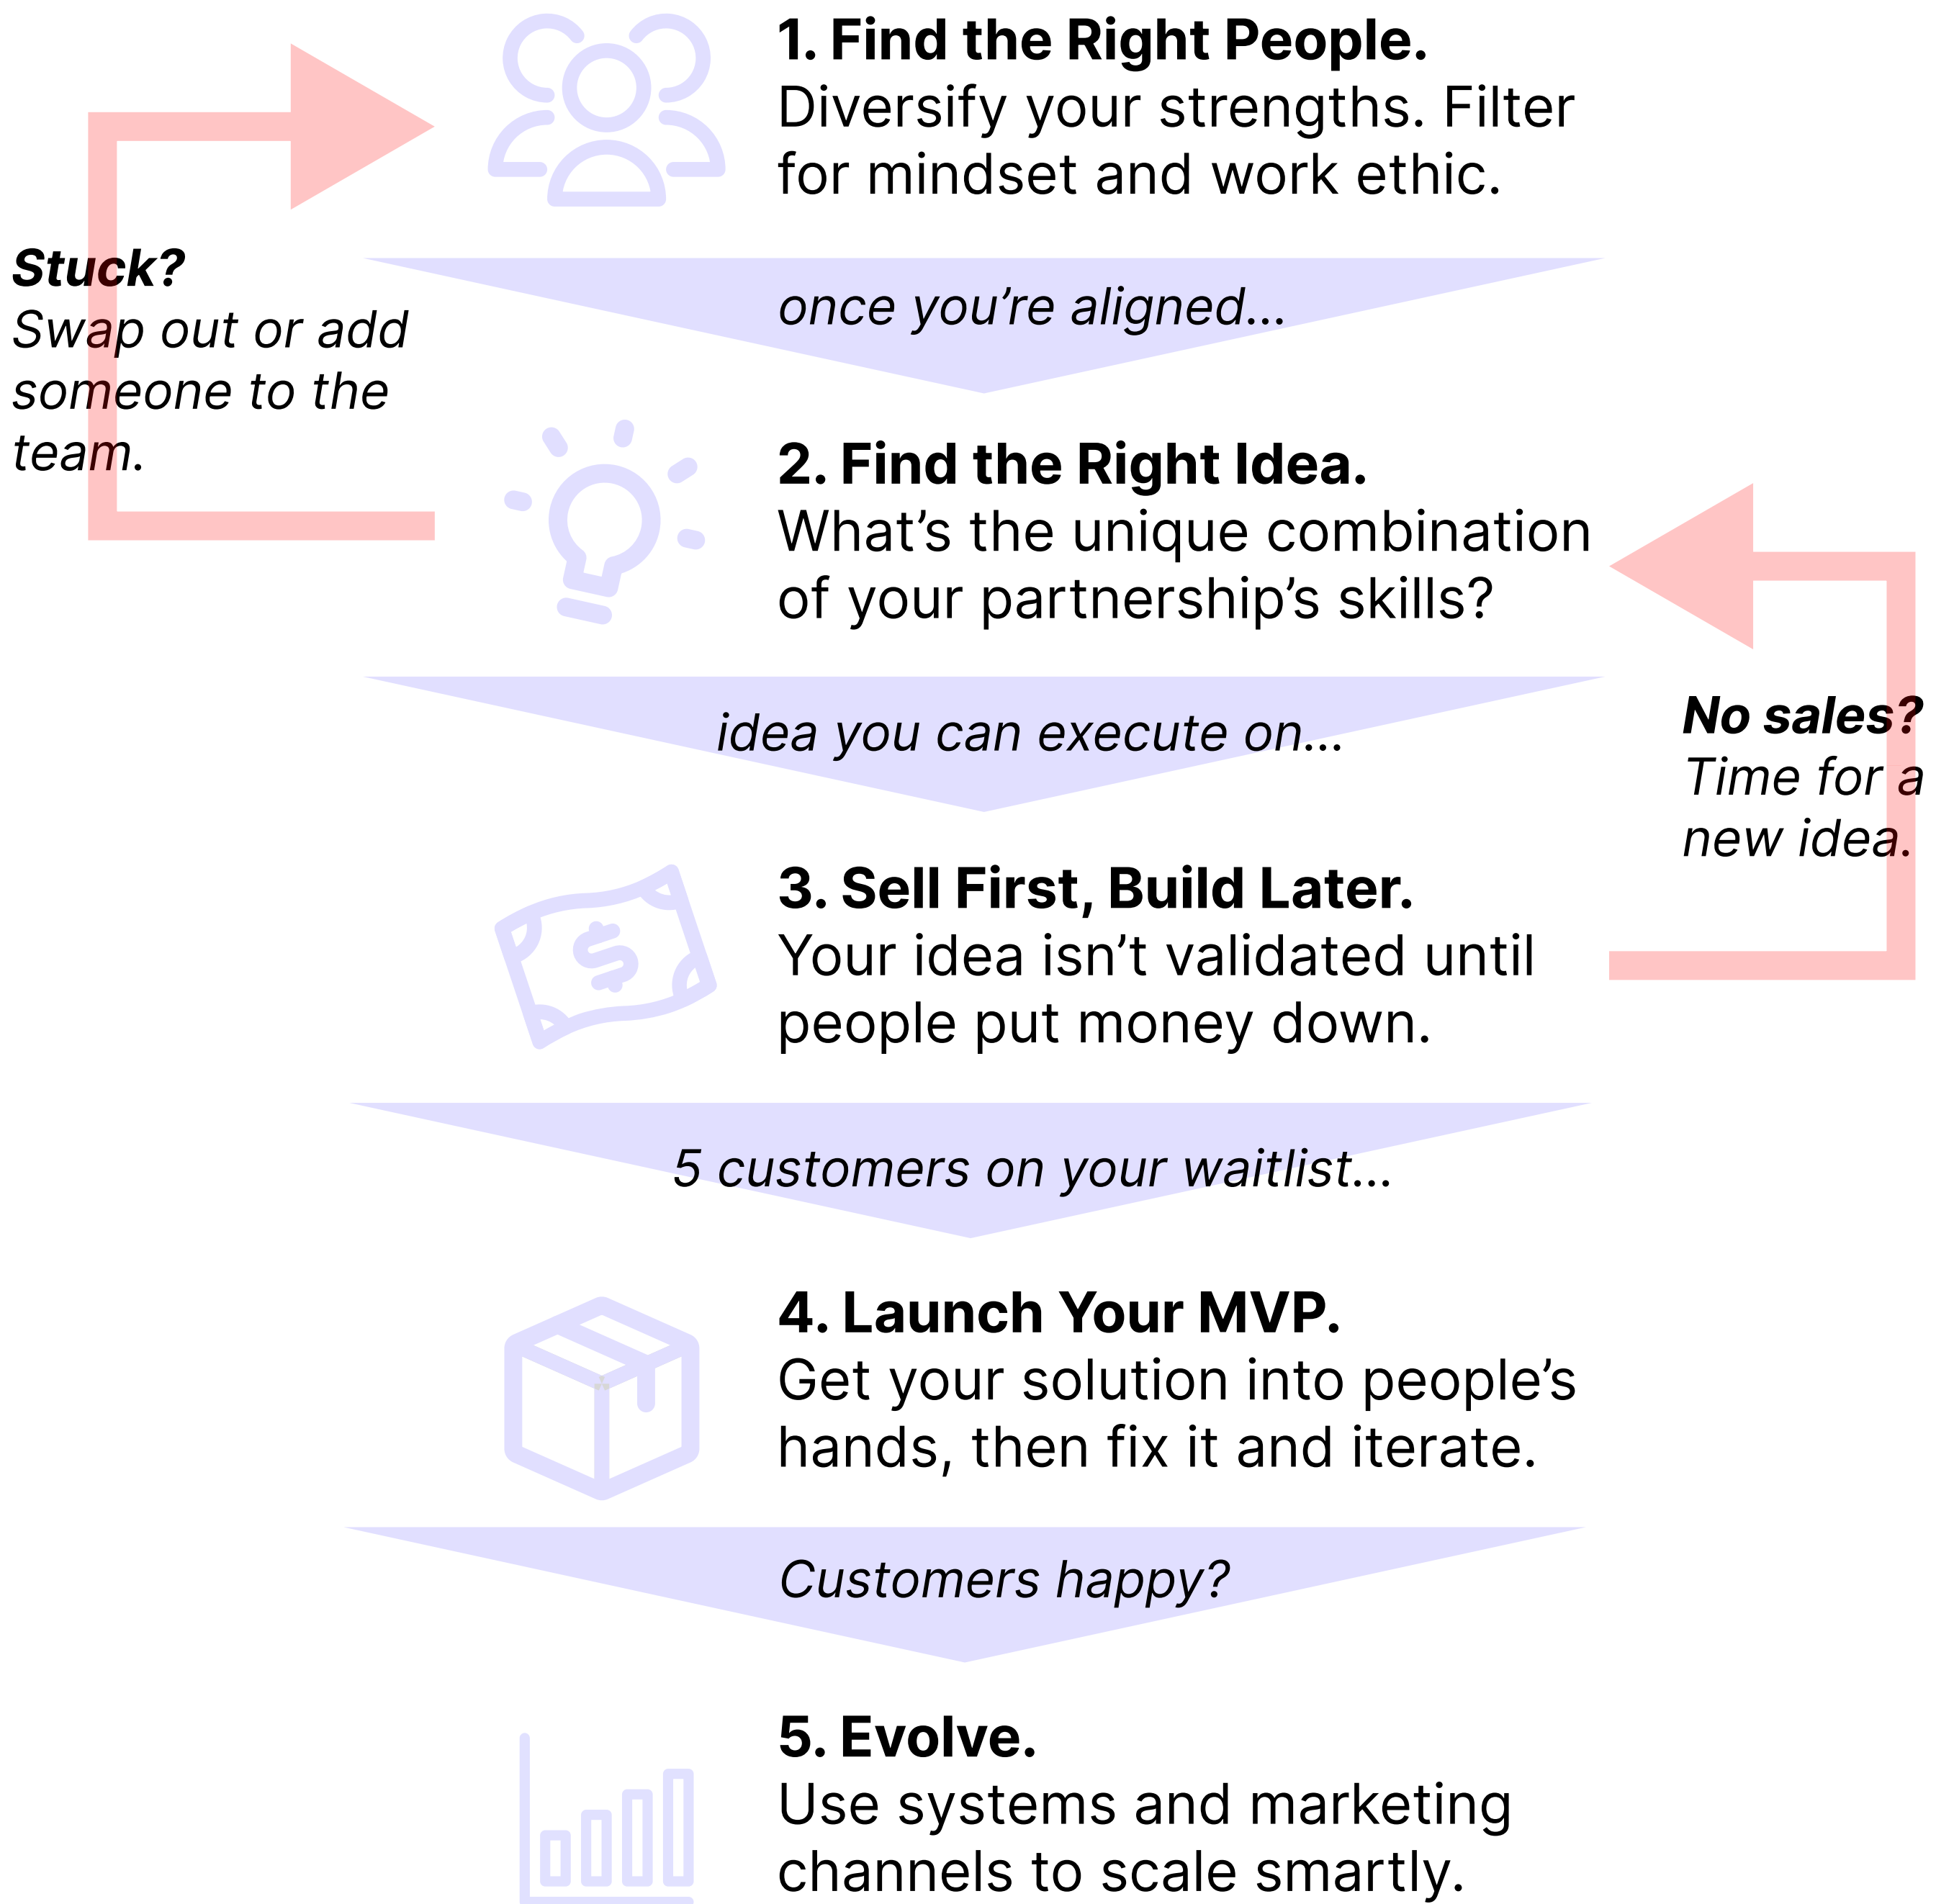 1. Find the Right People.
Diversify your strengths. Filter
for mindset and work ethic.
Stuck?
Swap out or add
someone to the
team.
once you’re aligned...
2. Find the Right Idea.
What’s the unique combination
of your partnership’s skills?
idea you can execute on...
No sales?
Time for a
new idea.
3. Sell First, Build Later.
Your idea isn’t validated until
people put money down.
5 customers on your waitlist...
4. Launch Your MVP.
Get your solution into people’s
hands, then fix it and iterate.
Customers happy?
5. Evolve.
Use systems and marketing
channels to scale smartly.